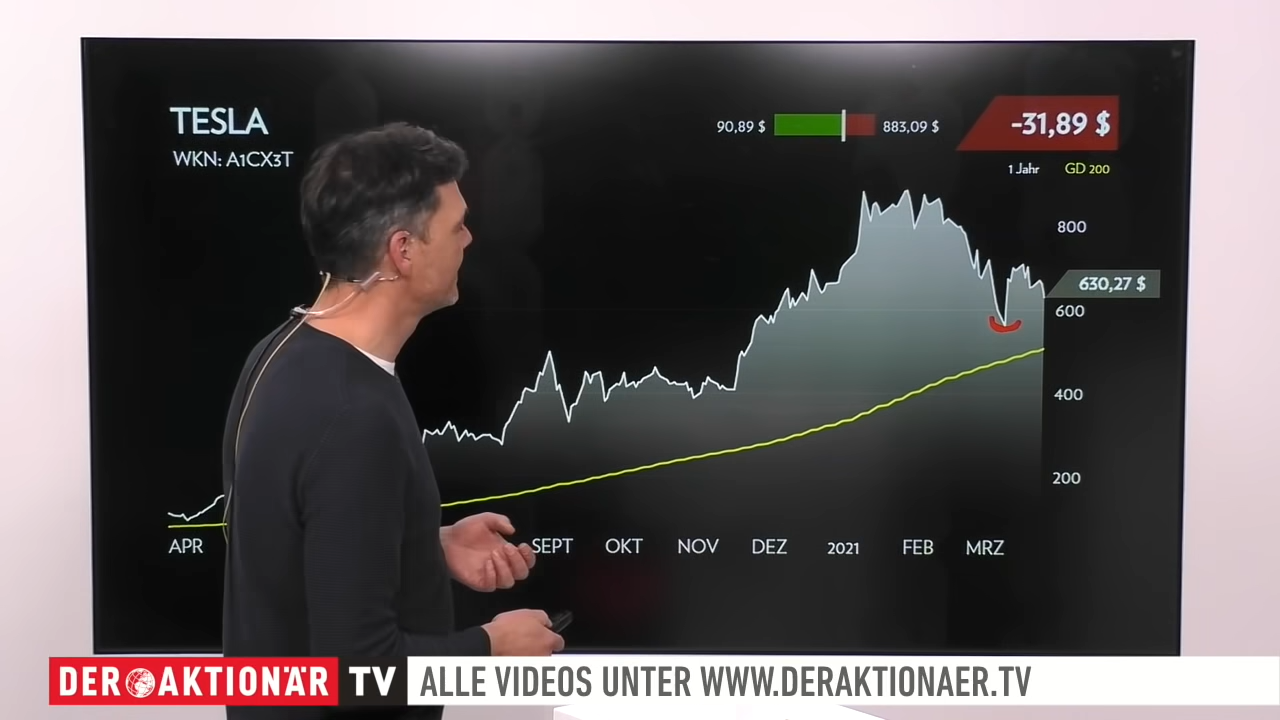 TESLA
WKN: A1CX3T
90,89 $
883,09 $
-31,89 $
1 Jahr
GD 200
800
630,27 $
600
400
200
APR
SEPT
OKT
NOV
DEZ
2021
FEB
MRZ
DER AKTIONÄR TV
ALLE VIDEOS UNTER WWW.DERAKTIONAER.TV